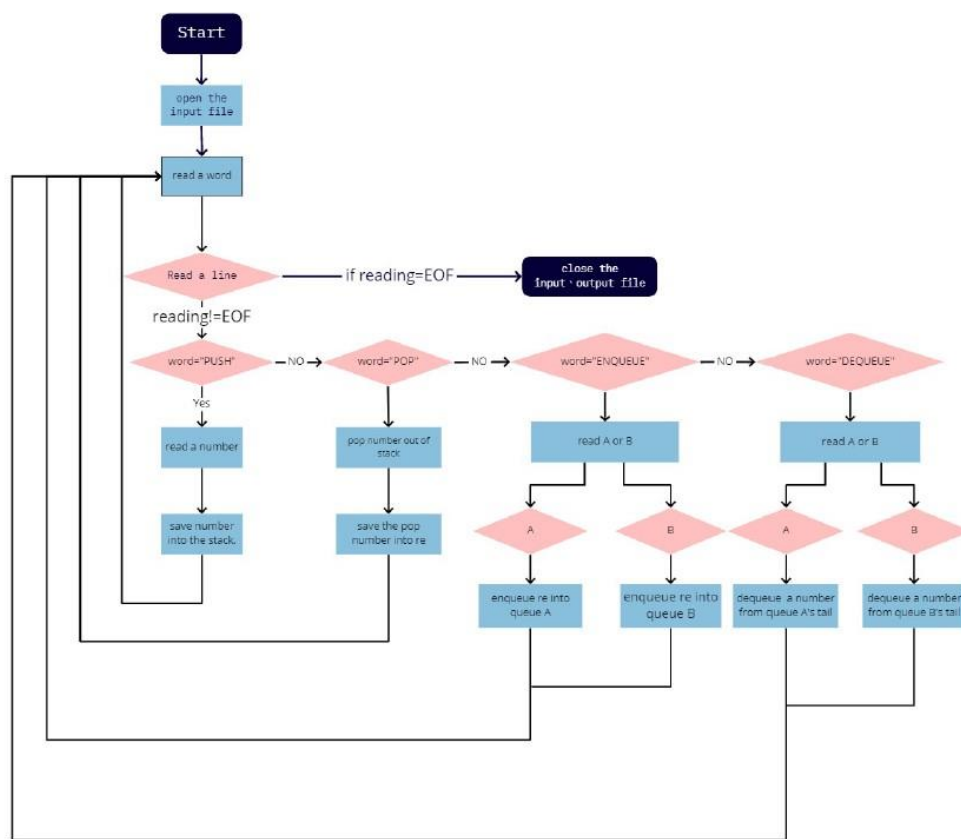 Start
open the
input file
read a word
Read a line
if reading=EOF
close the
input、output file
reading!=EOF
word="PUSH"
NO
word="POP"
NO
word="ENQUEUE"
NO
word="DEQUEUE"
Yes
read a number
pop number out of
stack
read A or B
read A or B
save number
into the stack.
save the pop
number into re
A
B
A
B
enqueue re into
queue A
enqueue re into
queue B
dequeue a number
from queue A's tail
dequeue a number
from queue B's tail